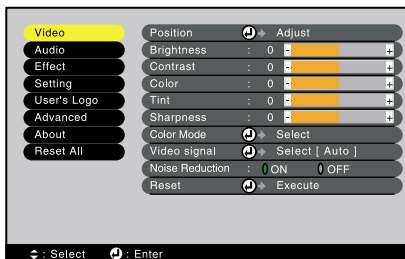 Video
Audio
Effect
Setting
User's Logo
Advanced
About
Reset All
Position Adjust
Brightness : 0 - +
Contrast : 0 - +
Color : 0 - +
Tint : 0 - +
Sharpness : 0 - +
Color Mode Select
Video signal Select [ Auto ]
Noise Reduction : ON OFF
Reset Execute
: Select : Enter